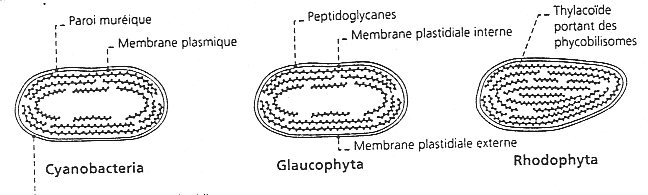 Paroi muréique
Membrane plasmique
Cyanobacteria
Peptidoglycanes
Membrane plastidiale interne
Membrane plastidiale externe
Glaucophyta
Thylacoïde
portant des
phycobilisomes
Rhodophyta